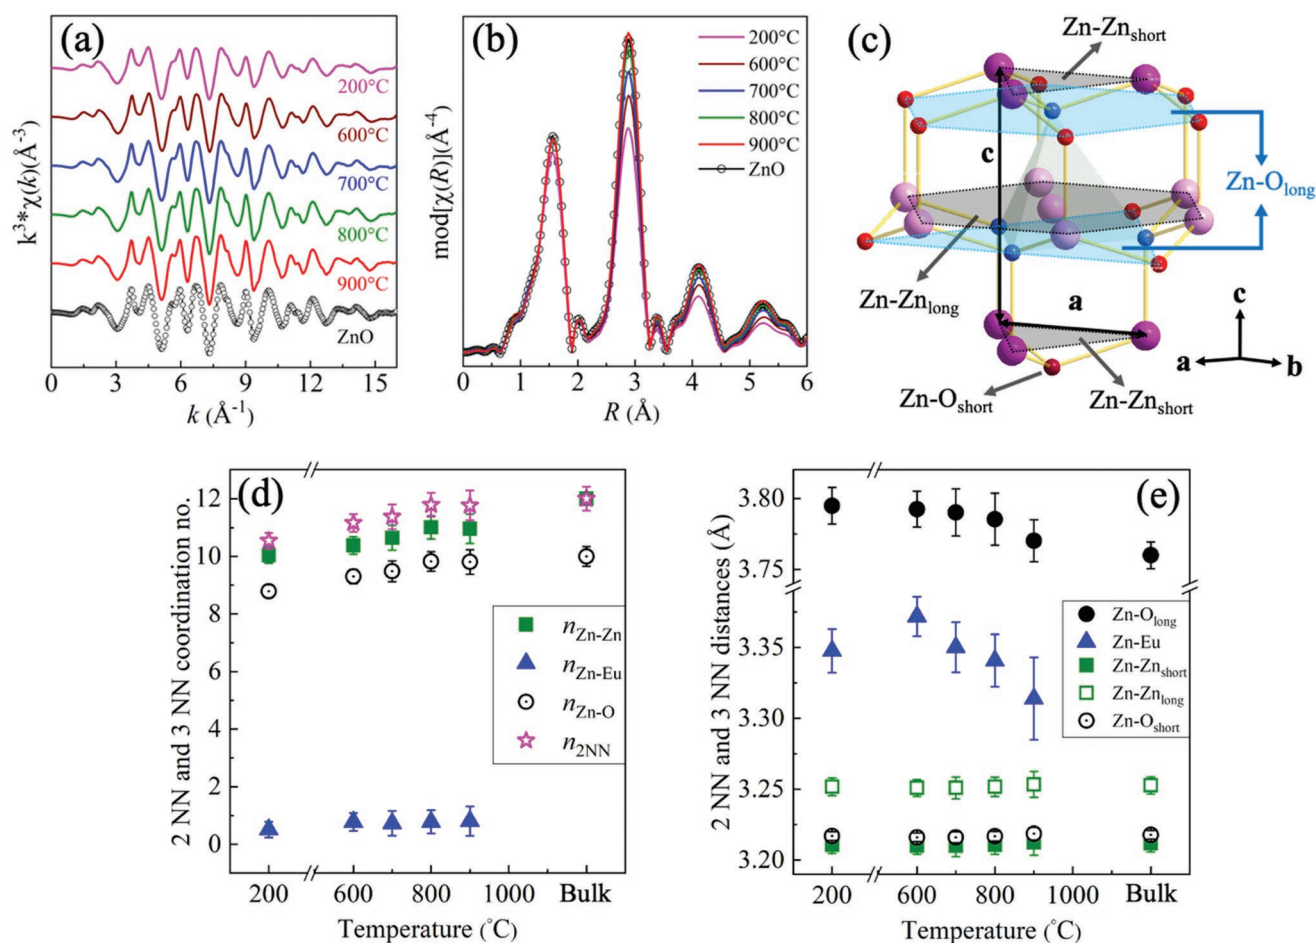 (a)
200°C
600°C
700°C
800°C
900°C
ZnO
k³*χ(k)(Å⁻³)
0 3 6 9 12 15
k (Å⁻¹)
(b)
200°C
600°C
700°C
800°C
900°C
ZnO
mod[χ(R)](Å⁻⁴)
0 1 2 3 4 5 6
R (Å)
(c)
Zn-Zn_short
c
Zn-O_long
Zn-Zn_long
a
c
a
b
Zn-O_short
Zn-Zn_short
(d)
12
10
8
6
4
2
0
2 NN and 3 NN coordination no.
n_Zn-Zn
n_Zn-Eu
n_Zn-O
n_2NN
200 600 800 1000 Bulk
Temperature (°C)
(e)
3.80
3.75
3.35
3.30
3.25
3.20
2 NN and 3 NN distances (Å)
Zn-O_long
Zn-Eu
Zn-Zn_short
Zn-Zn_long
Zn-O_short
200 600 800 1000 Bulk
Temperature (°C)